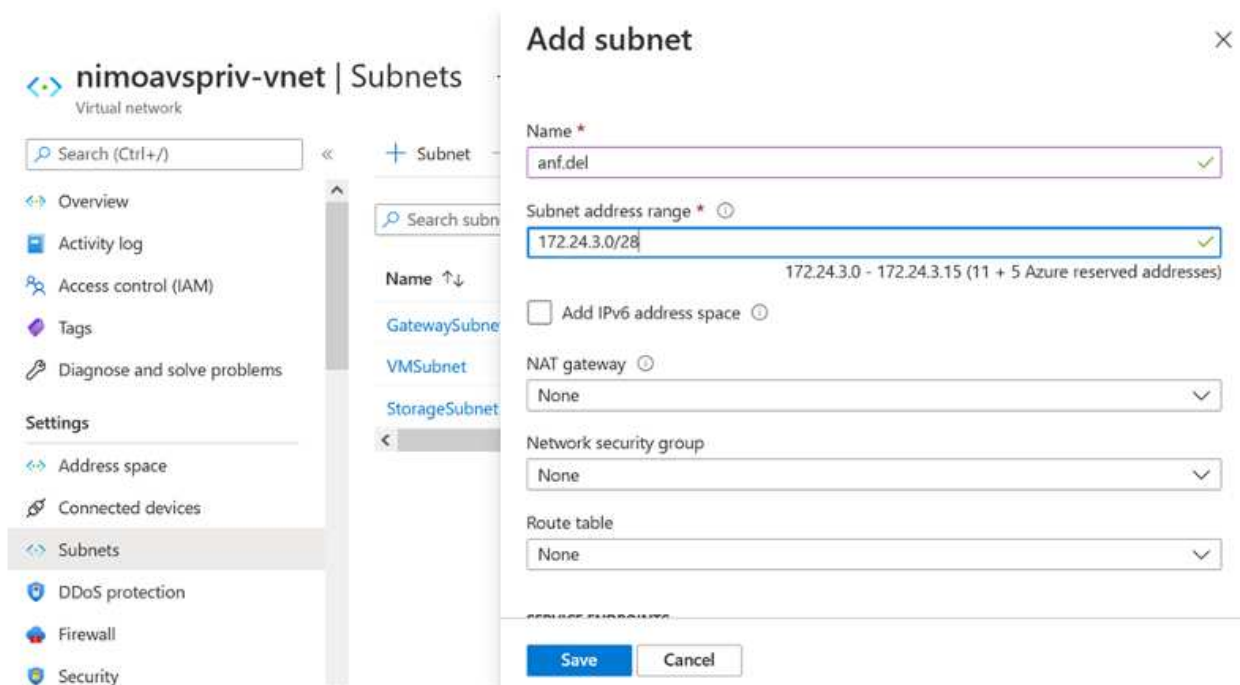 nimoavspriv-vnet | Subnets
Virtual network
Search (Ctrl+/)
«
Overview
Activity log
Access control (IAM)
Tags
Diagnose and solve problems
Settings
Address space
Connected devices
Subnets
DDoS protection
Firewall
Security
+ Subnet
Search subn
Name ↑↓
GatewaySubne
VMSubnet
StorageSubnet
Add subnet
Name *
anf.del
Subnet address range *
172.24.3.0/28
172.24.3.0 - 172.24.3.15 (11 + 5 Azure reserved addresses)
Add IPv6 address space
NAT gateway
None
Network security group
None
Route table
None
SERVICE ENDPOINTS
Save
Cancel